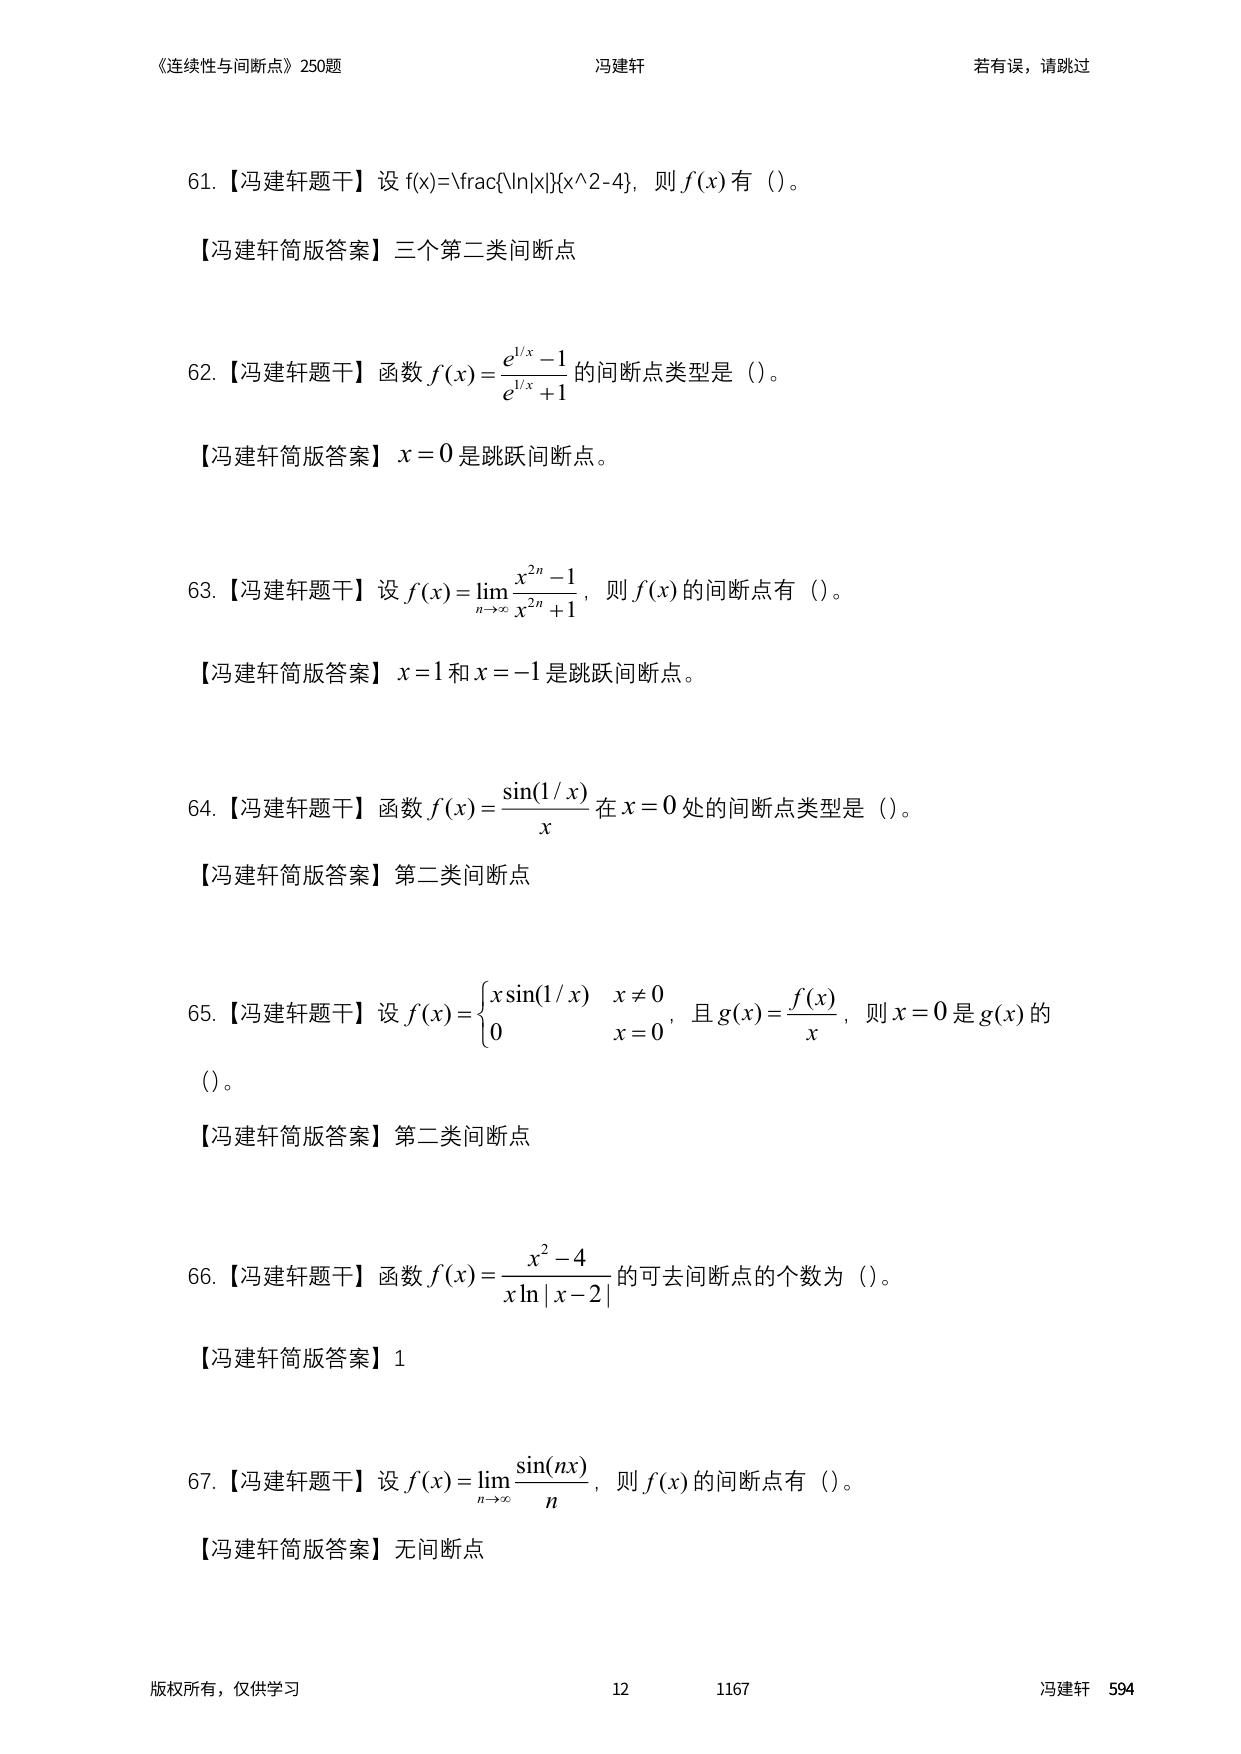 《连续性与间断点》250题 冯建轩 若有误，请跳过
61.【冯建轩题干】设 f(x)=\frac{\ln|x|}{x^2-4}，则 f(x) 有（）。
【冯建轩简版答案】三个第二类间断点
62.【冯建轩题干】函数 f(x)=\frac{e^{1/x}-1}{e^{1/x}+1} 的间断点类型是（）。
【冯建轩简版答案】 x=0 是跳跃间断点。
63.【冯建轩题干】设 f(x)=\lim_{n→∞}\frac{x^{2n}-1}{x^{2n}+1}，则 f(x) 的间断点有（）。
【冯建轩简版答案】 x=1 和 x=-1 是跳跃间断点。
64.【冯建轩题干】函数 f(x)=\frac{sin(1/x)}{x} 在 x=0 处的间断点类型是（）。
【冯建轩简版答案】第二类间断点
65.【冯建轩题干】设 f(x)=\begin{cases} x sin(1/x) & x≠0 \\ 0 & x=0 \end{cases}，且 g(x)=\frac{f(x)}{x}，则 x=0 是 g(x) 的
（）。
【冯建轩简版答案】第二类间断点
66.【冯建轩题干】函数 f(x)=\frac{x^2-4}{x ln|x-2|} 的可去间断点的个数为（）。
【冯建轩简版答案】1
67.【冯建轩题干】设 f(x)=\lim_{n→∞}\frac{sin(nx)}{n}，则 f(x) 的间断点有（）。
【冯建轩简版答案】无间断点
版权所有，仅供学习 12 1167 冯建轩 594